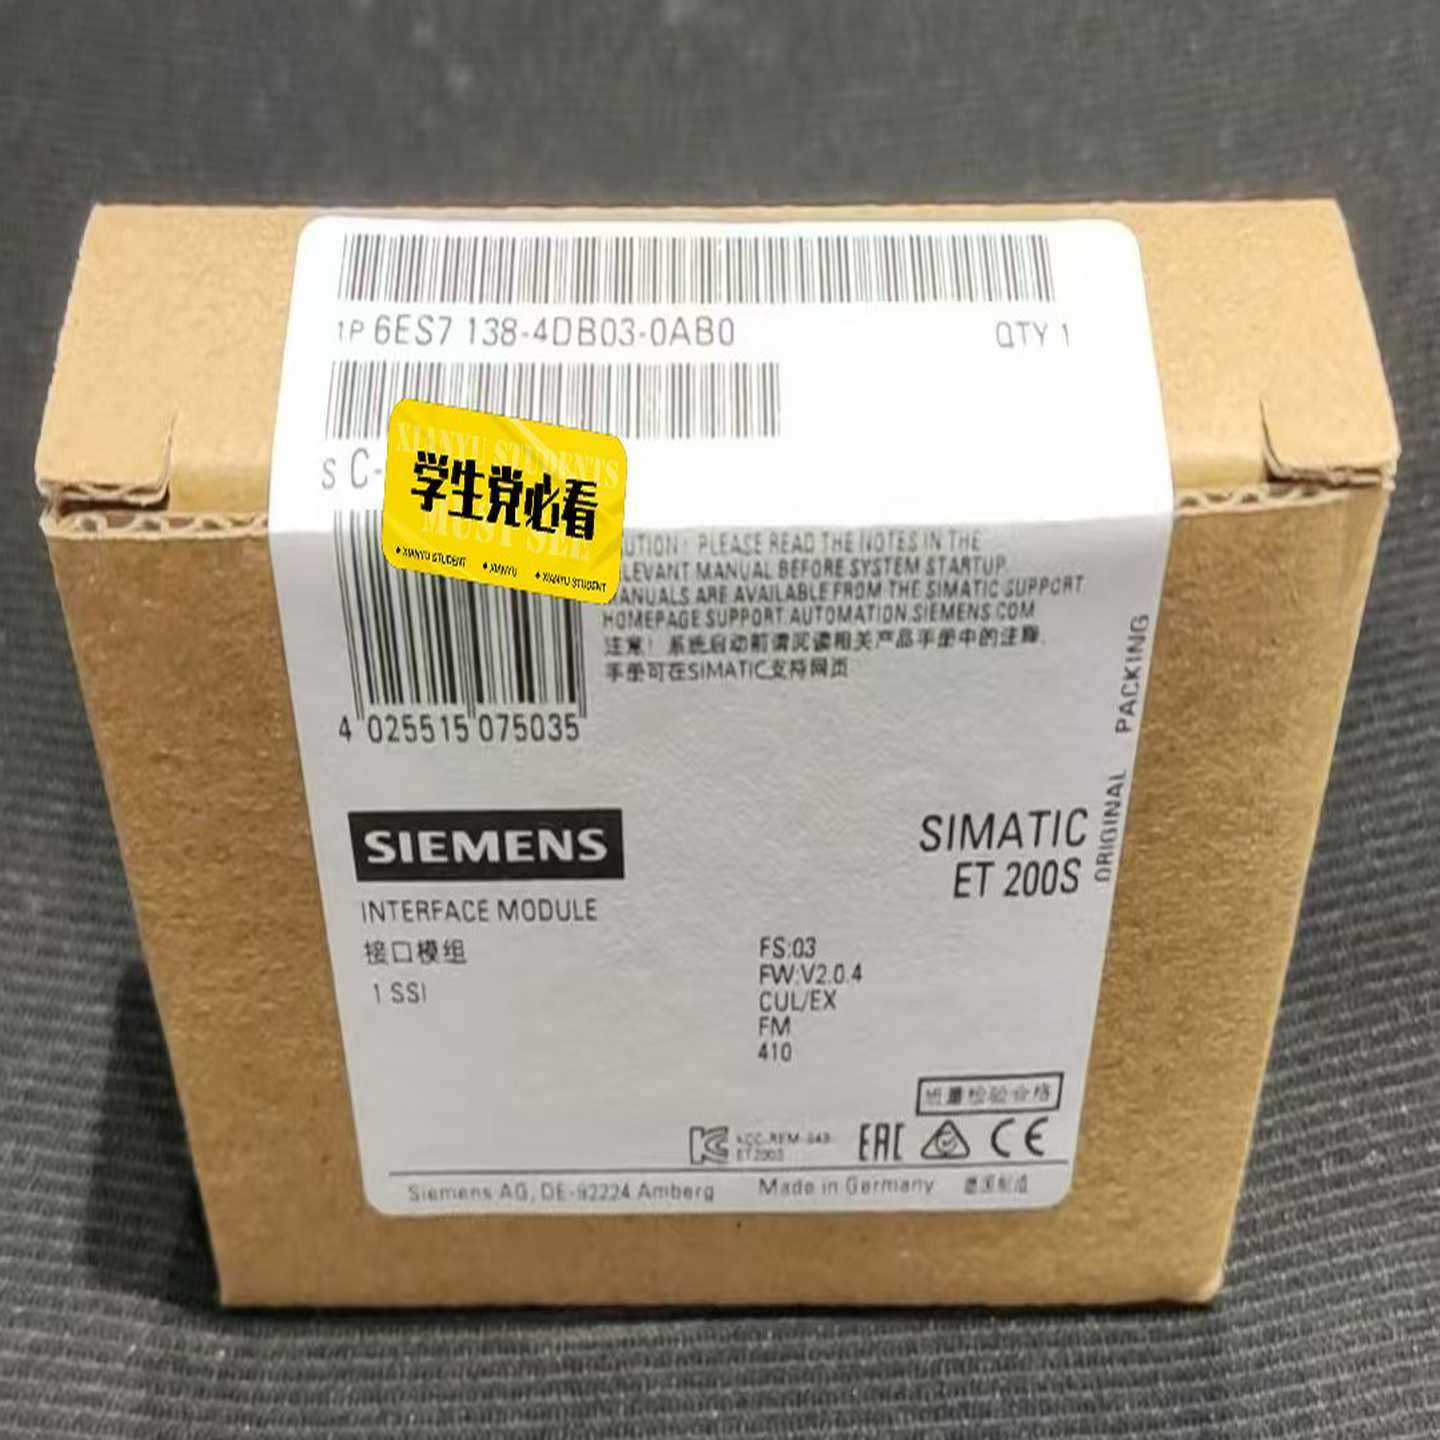 1P 6ES7 138-4DB03-0AB0
QTY 1
S C-
XIANYU STUDENTS
学生党必看
MUST SEE
XIANYU STUDENT XIANYU XIANYU STUDENT
UTION! PLEASE READ THE NOTES IN THE
LEVANT MANUAL BEFORE SYSTEM STARTUP.
MANUALS ARE AVAILABLE FROM THE SIMATIC SUPPORT
HOMEPAGE SUPPORT.AUTOMATION.SIEMENS.COM
注意! 系统启动前请阅读相关产品手册中的注释.
手册可在SIMATIC支持网页
4 025515 075035
ORIGINAL PACKING
SIEMENS
SIMATIC
ET 200S
INTERFACE MODULE
接口模组
1 SSI
FS:03
FW:V2.0.4
CUL/EX
FM
410
质量检验合格
ET200S
EAC
CE
Siemens AG, DE-92224 Amberg Made in Germany 德国制造